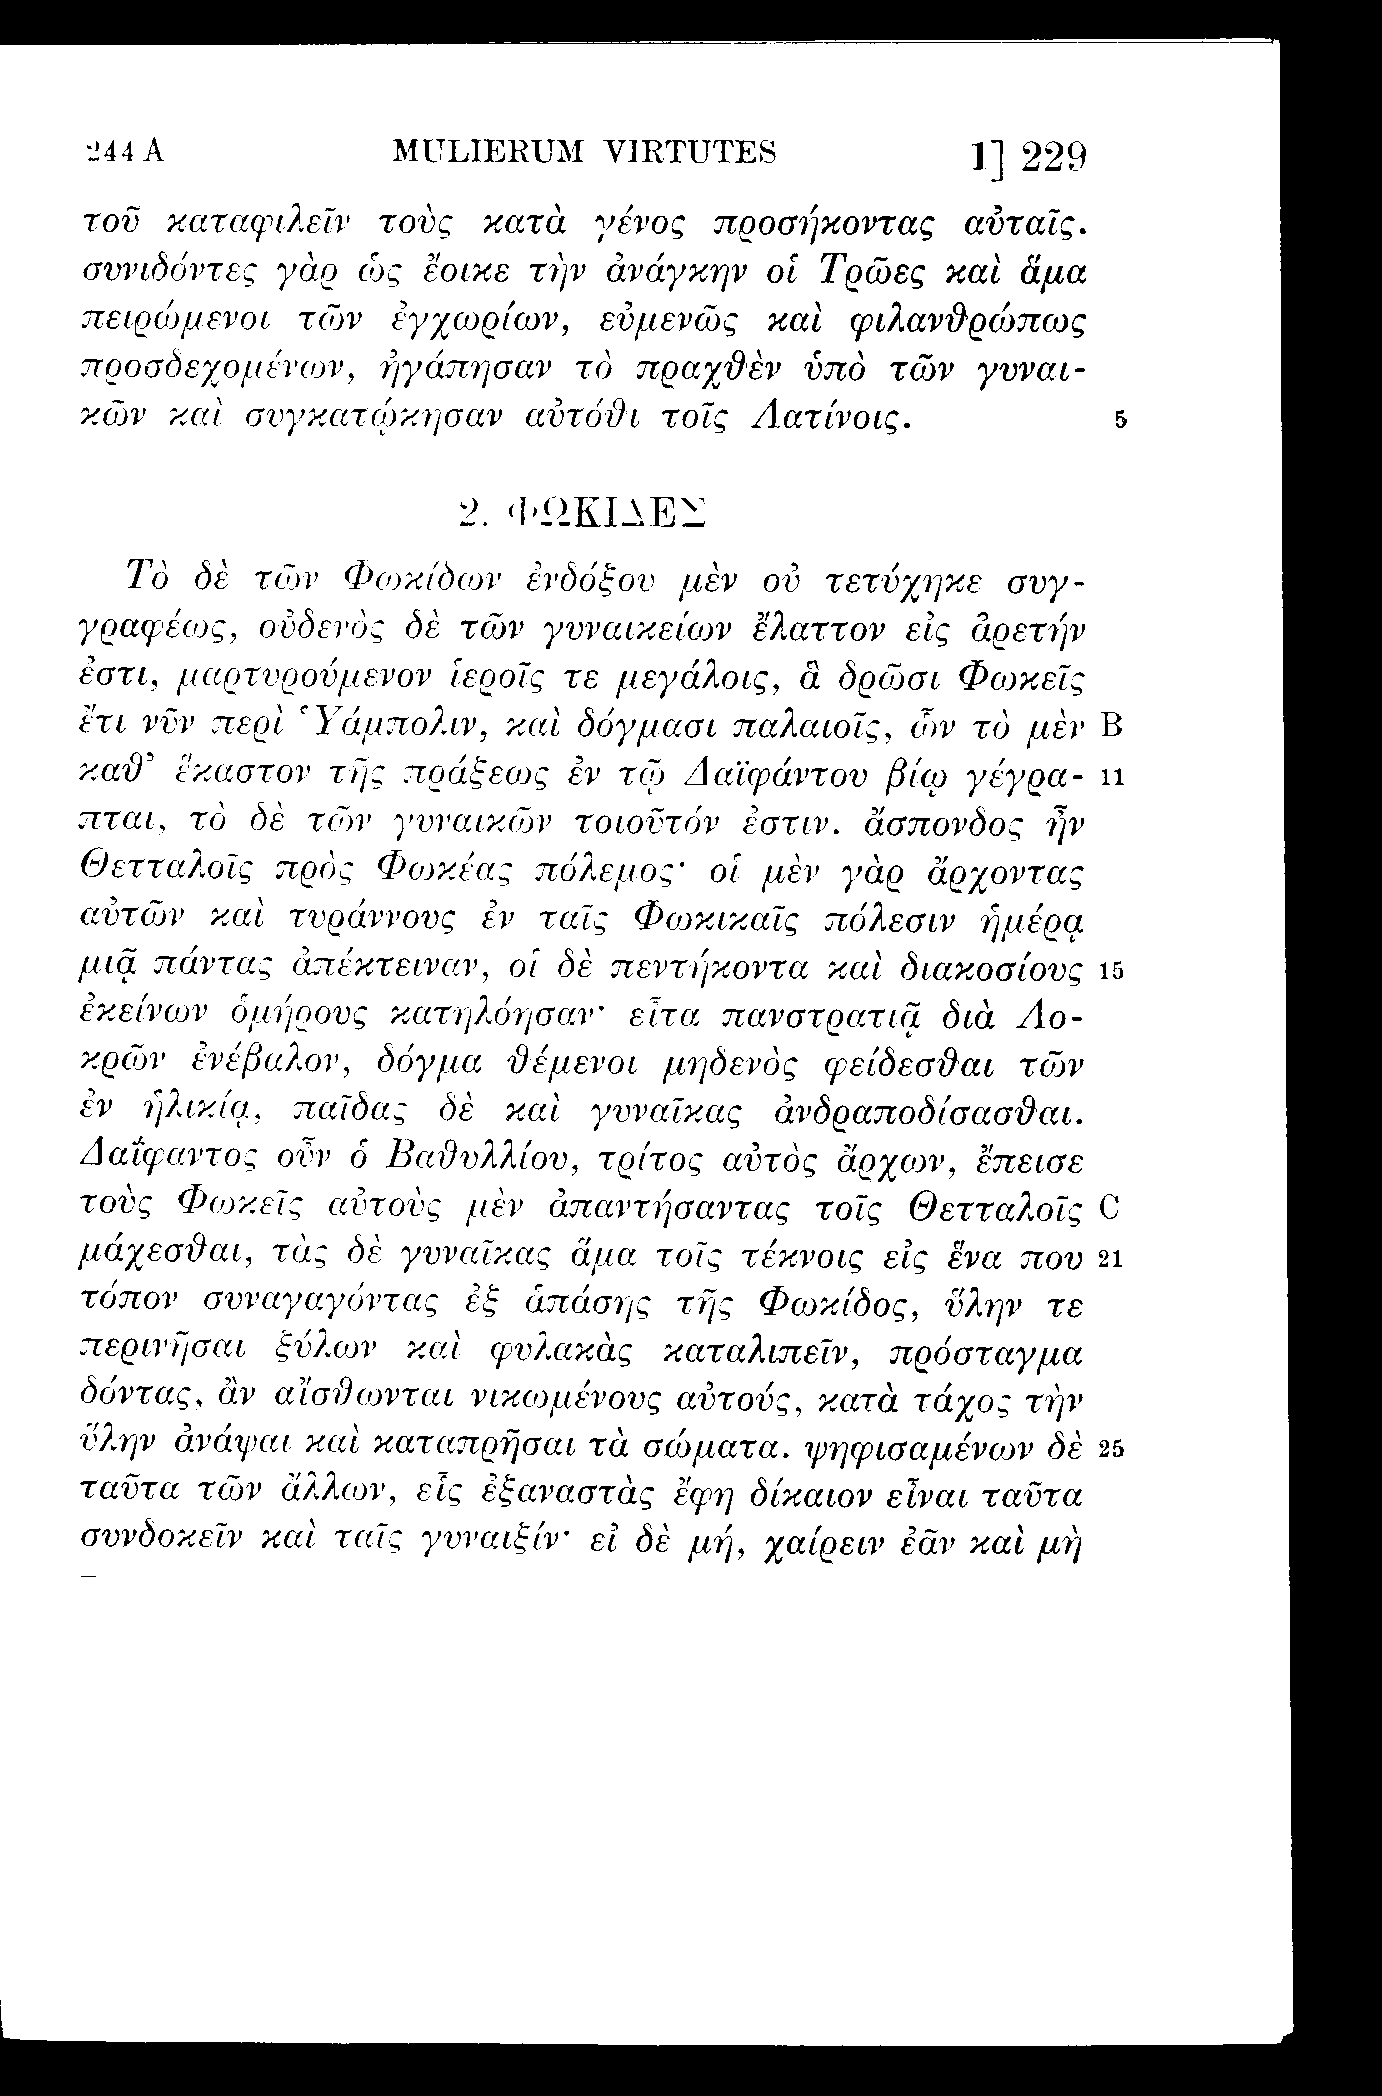 244 A MULIERUM VIRTUTES 1] 229
τοῦ καταφιλεῖν τοὺς κατὰ γένος προσήκοντας αὐταῖς.
συνιδόντες γὰρ ὡς ἔοικε τὴν ἀνάγκην οἱ Τρῶες καὶ ἅμα
πειρώμενοι τῶν ἐγχωρίων, εὐμενῶς καὶ φιλανθρώπως
προσδεχομένων, ἠγάπησαν τὸ πραχθὲν ὑπὸ τῶν γυναι-
κῶν καὶ συγκατῴκησαν αὐτόθι τοῖς Λατίνοις. 5
2. ΦΩΚΙΔΕΣ
Τὸ δὲ τῶν Φωκίδων ἐνδόξου μὲν οὐ τετύχηκε συγ-
γραφέως, οὐδενὸς δὲ τῶν γυναικείων ἔλαττον εἰς ἀρετήν
ἐστι, μαρτυρούμενον ἱεροῖς τε μεγάλοις, ἃ δρῶσι Φωκεῖς
ἔτι νῦν περὶ Ὑάμπολιν, καὶ δόγμασι παλαιοῖς, ὧν τὸ μὲν B
καθ’ ἕκαστον τῆς πράξεως ἐν τῷ Δαϊφάντου βίῳ γέγρα- 11
πται, τὸ δὲ τῶν γυναικῶν τοιοῦτόν ἐστιν. ἄσπονδος ἦν
Θετταλοῖς πρὸς Φωκέας πόλεμος· οἱ μὲν γὰρ ἄρχοντας
αὐτῶν καὶ τυράννους ἐν ταῖς Φωκικαῖς πόλεσιν ἡμέρᾳ
μιᾷ πάντας ἀπέκτειναν, οἱ δὲ πεντήκοντα καὶ διακοσίους 15
ἐκείνων ὁμήρους κατηλόησαν· εἶτα πανστρατιᾷ διὰ Λο-
κρῶν ἐνέβαλον, δόγμα θέμενοι μηδενὸς φείδεσθαι τῶν
ἐν ἡλικίᾳ, παῖδας δὲ καὶ γυναῖκας ἀνδραποδίσασθαι.
Δαΐφαντος οὖν ὁ Βαθυλλίου, τρίτος αὐτὸς ἄρχων, ἔπεισε
τοὺς Φωκεῖς αὐτοὺς μὲν ἀπαντήσαντας τοῖς Θετταλοῖς C
μάχεσθαι, τὰς δὲ γυναῖκας ἅμα τοῖς τέκνοις εἰς ἕνα που 21
τόπον συναγαγόντας ἐξ ἁπάσης τῆς Φωκίδος, ὕλην τε
περινῆσαι ξύλων καὶ φυλακὰς καταλιπεῖν, πρόσταγμα
δόντας, ἂν αἴσθωνται νικωμένους αὐτούς, κατὰ τάχος τὴν
ὕλην ἀνάψαι καὶ καταπρῆσαι τὰ σώματα. ψηφισαμένων δὲ 25
ταῦτα τῶν ἄλλων, εἷς ἐξαναστὰς ἔφη δίκαιον εἶναι ταῦτα
συνδοκεῖν καὶ ταῖς γυναιξίν· εἰ δὲ μή, χαίρειν ἐᾶν καὶ μὴ